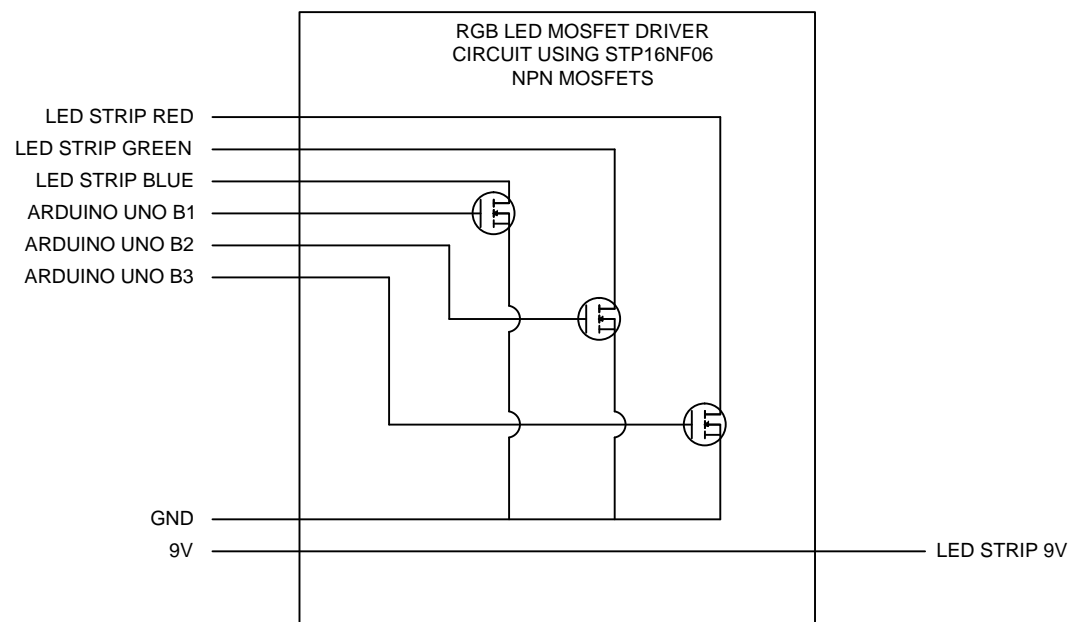 RGB LED MOSFET DRIVER
CIRCUIT USING STP16NF06
NPN MOSFETS
LED STRIP RED
LED STRIP GREEN
LED STRIP BLUE
ARDUINO UNO B1
ARDUINO UNO B2
ARDUINO UNO B3
GND
9V
LED STRIP 9V